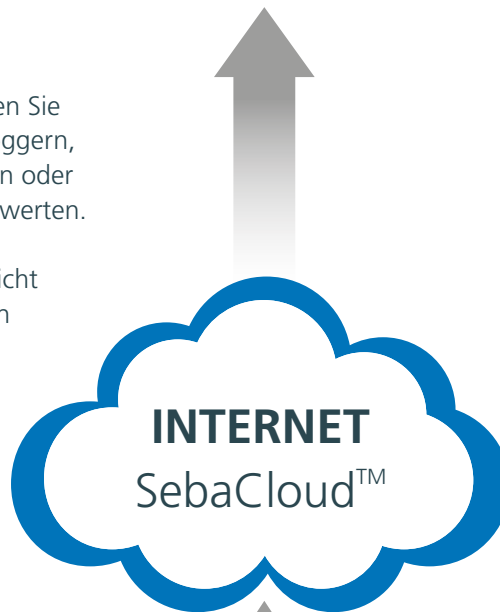 en Sie
ggern,
n oder
werten.
icht
n
INTERNET
SebaCloud™